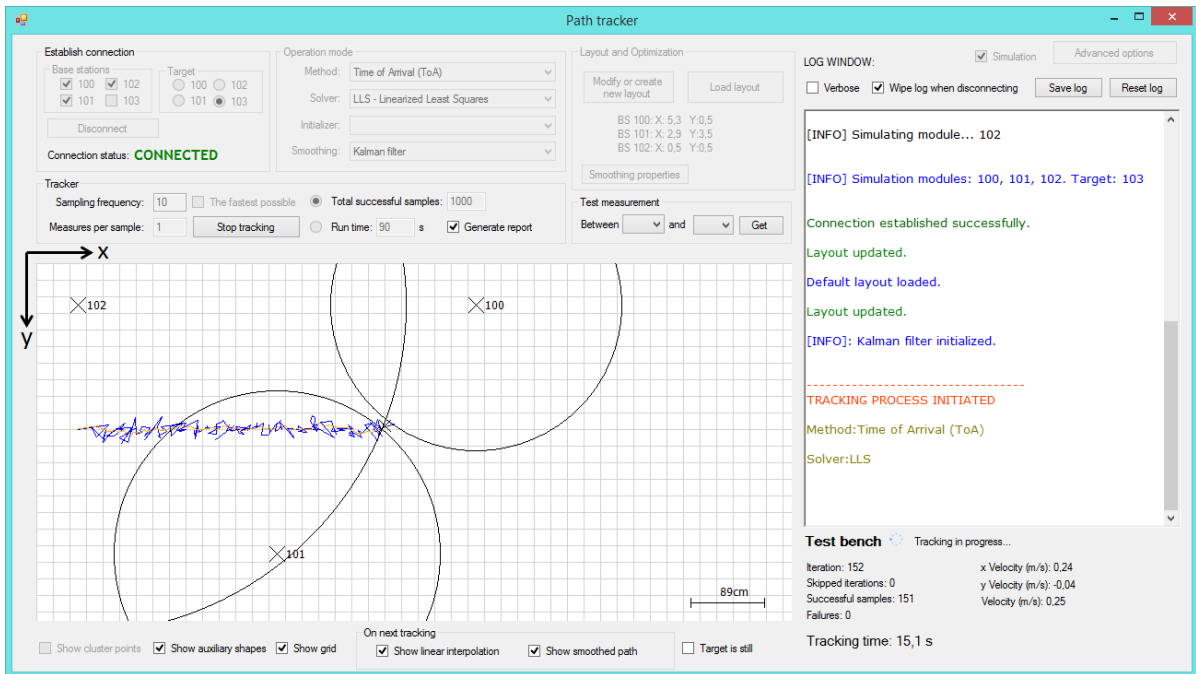 Path tracker
Establish connection
Base stations
100 102
101 103
Target
100 102
101 103
Disconnect
Connection status: CONNECTED
Operation mode
Method: Time of Arrival (ToA)
Solver: LLS - Linearized Least Squares
Initializer:
Smoothing: Kalman filter
Layout and Optimization
Modify or create
new layout
Load layout
BS 100: X: 5,3 Y:0,5
BS 101: X: 2,9 Y:3,5
BS 102: X: 0,5 Y:0,5
Smoothing properties
Tracker
Sampling frequency: 10 The fastest possible Total successful samples: 1000
Measures per sample: 1 Stop tracking Run time: 90 s Generate report
Test measurement
Between and Get
x
y
102
100
101
89cm
Show cluster points Show auxiliary shapes Show grid
On next tracking
Show linear interpolation Show smoothed path
Target is still
LOG WINDOW:
Simulation
Advanced options
Verbose Wipe log when disconnecting Save log Reset log
[INFO] Simulating module... 102
[INFO] Simulation modules: 100, 101, 102. Target: 103
Connection established successfully.
Layout updated.
Default layout loaded.
Layout updated.
[INFO]: Kalman filter initialized.
-------------------------------
TRACKING PROCESS INITIATED
Method:Time of Arrival (ToA)
Solver:LLS
Test bench Tracking in progress...
Iteration: 152
Skipped iterations: 0
Successful samples: 151
Failures: 0
x Velocity (m/s): 0,24
y Velocity (m/s): -0,04
Velocity (m/s): 0,25
Tracking time: 15,1 s